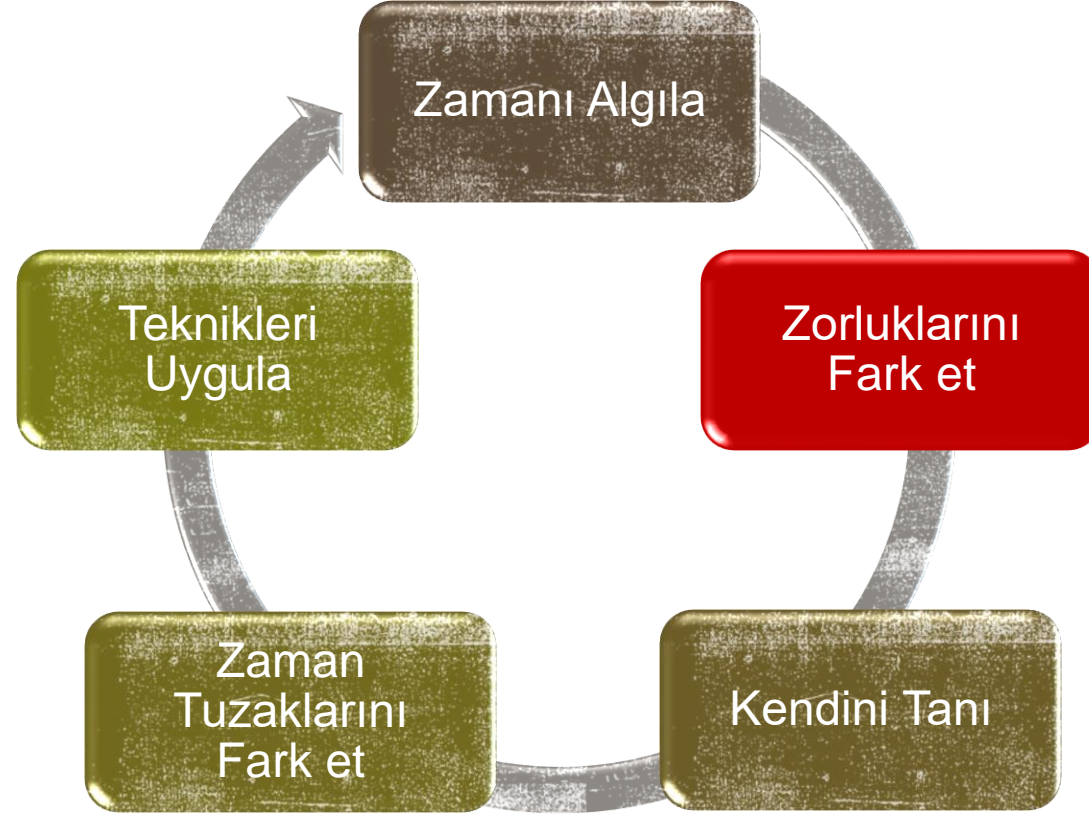 Zamanı Algıla
Zorluklarını
Fark et
Kendini Tanı
Zaman
Tuzaklarını
Fark et
Teknikleri
Uygula